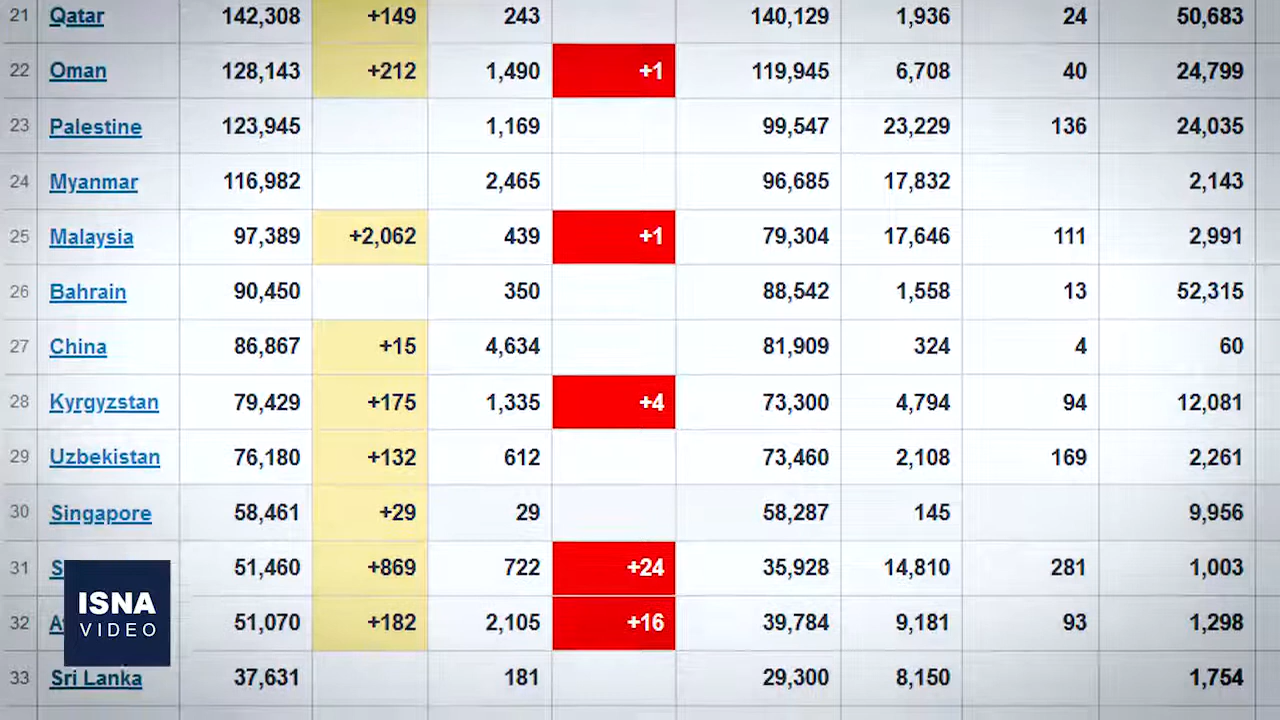 21 Qatar 142,308 +149 243 140,129 1,936 24 50,683
22 Oman 128,143 +212 1,490 +1 119,945 6,708 40 24,799
23 Palestine 123,945 1,169 99,547 23,229 136 24,035
24 Myanmar 116,982 2,465 96,685 17,832 2,143
25 Malaysia 97,389 +2,062 439 +1 79,304 17,646 111 2,991
26 Bahrain 90,450 350 88,542 1,558 13 52,315
27 China 86,867 +15 4,634 81,909 324 4 60
28 Kyrgyzstan 79,429 +175 1,335 +4 73,300 4,794 94 12,081
29 Uzbekistan 76,180 +132 612 73,460 2,108 169 2,261
30 Singapore 58,461 +29 29 58,287 145 9,956
31 51,460 +869 722 +24 35,928 14,810 281 1,003
32 51,070 +182 2,105 +16 39,784 9,181 93 1,298
33 Sri Lanka 37,631 181 29,300 8,150 1,754
ISNA
VIDEO